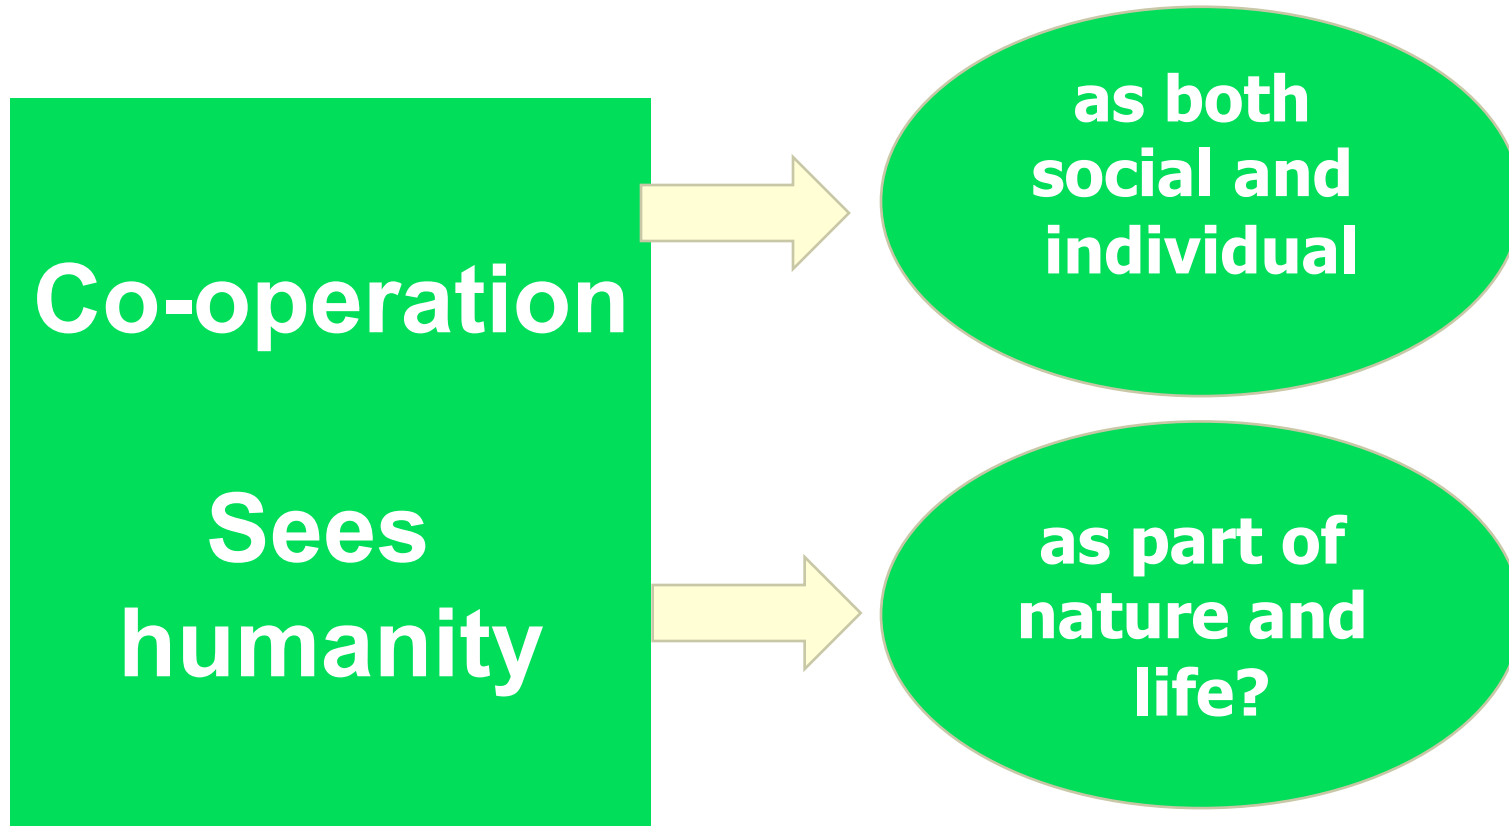 Co-operation
Sees
humanity
as both
social and
individual
as part of
nature and
life?